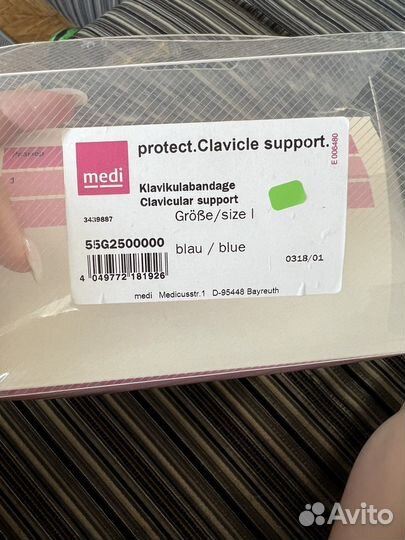 protect.Clavicle support.
medi
Klavikulabandage
Clavicular support
3439887
Größe/size I
55G2500000
blau / blue
4 049772 181926
0318/01
medi Medicusstr.1 D-95448 Bayreuth
E 006480
Avito